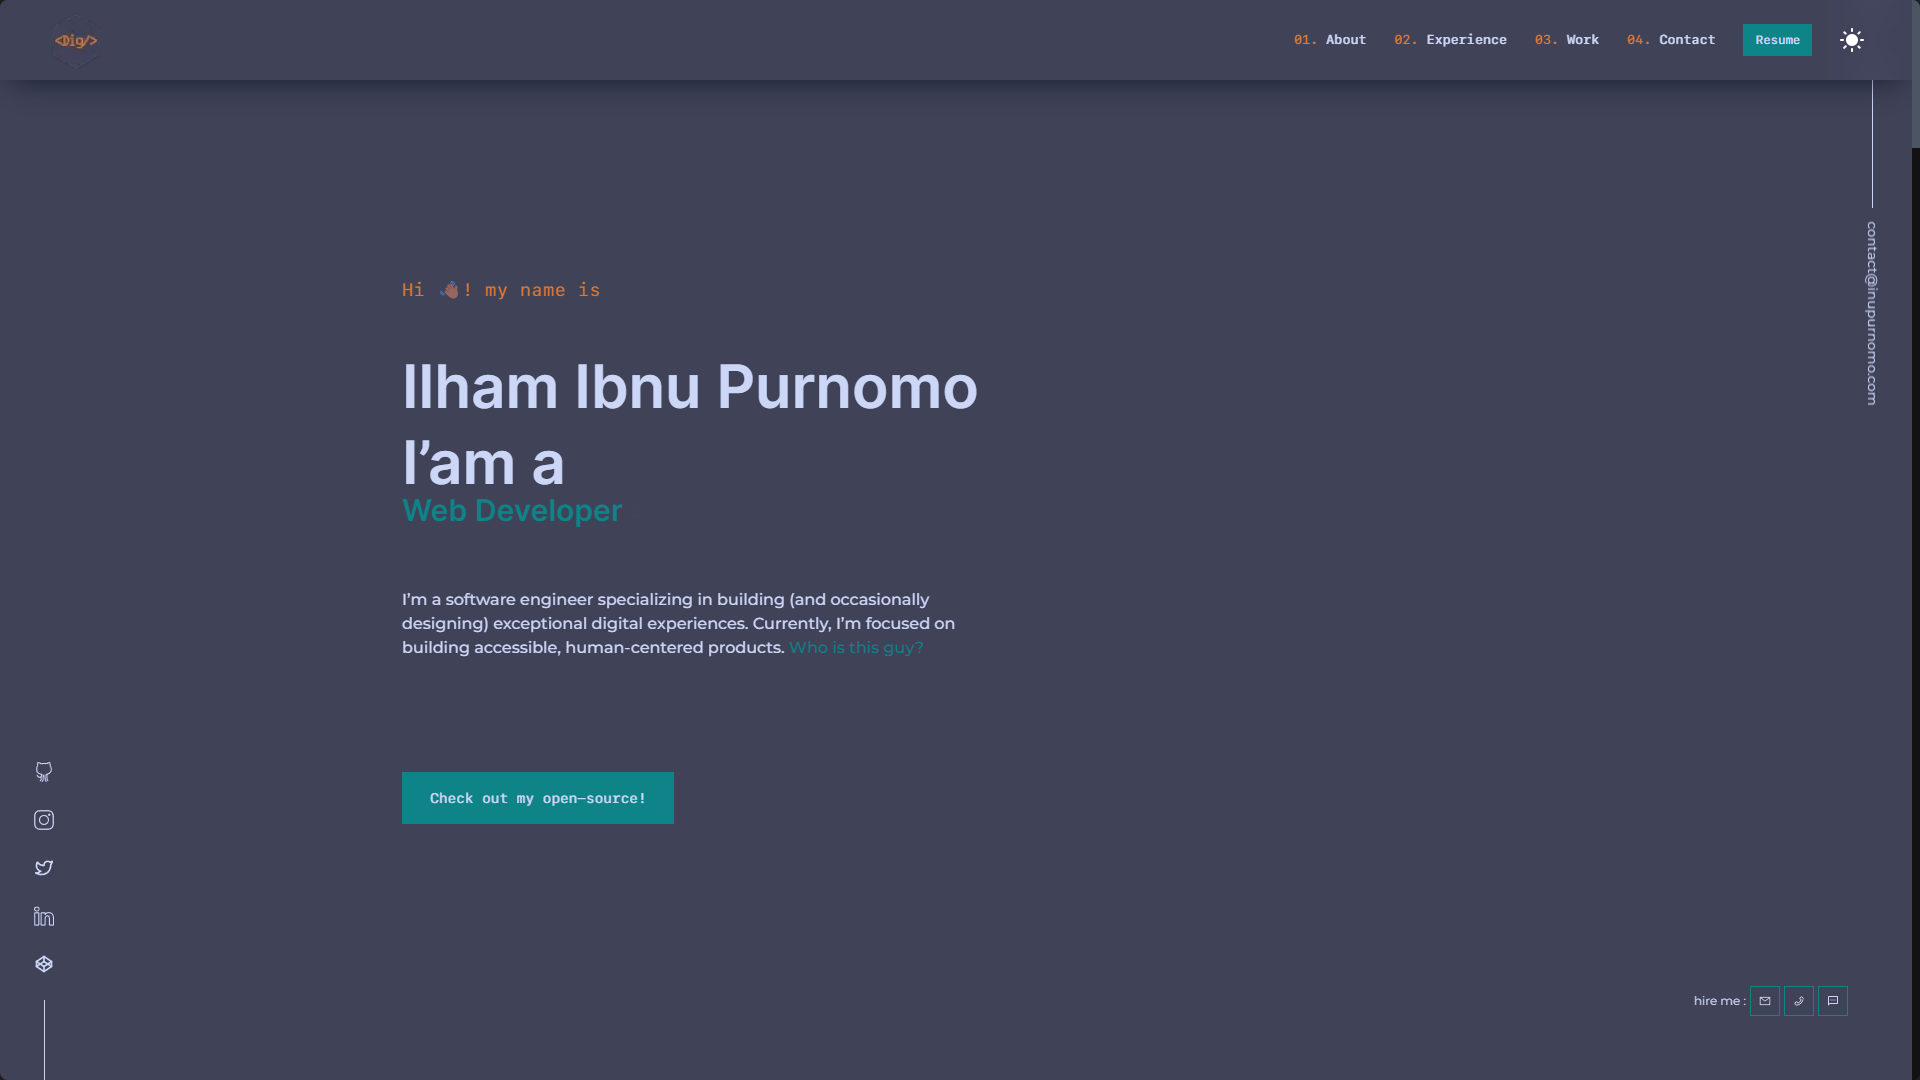 <Dig/>
01. About
02. Experience
03. Work
04. Contact
Resume
contact@inupurnomo.com
Hi 👋🏾! my name is
Ilham Ibnu Purnomo
I’am a
Web Developer
I’m a software engineer specializing in building (and occasionally
designing) exceptional digital experiences. Currently, I’m focused on
building accessible, human-centered products. Who is this guy?
Check out my open-source!
hire me :